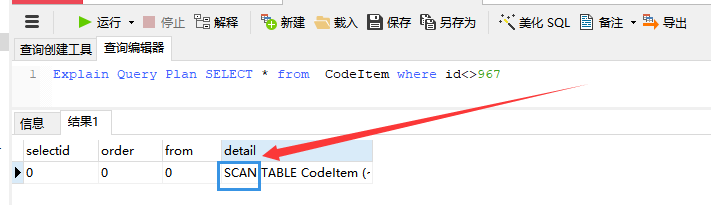 运行 停止 解释 新建 载入 保存 另存为 美化 SQL 备注 导出
查询创建工具 查询编辑器
1 Explain Query Plan SELECT * from CodeItem where id<>967
信息 结果1
selectid order from detail
0 0 0 SCAN TABLE CodeItem (~